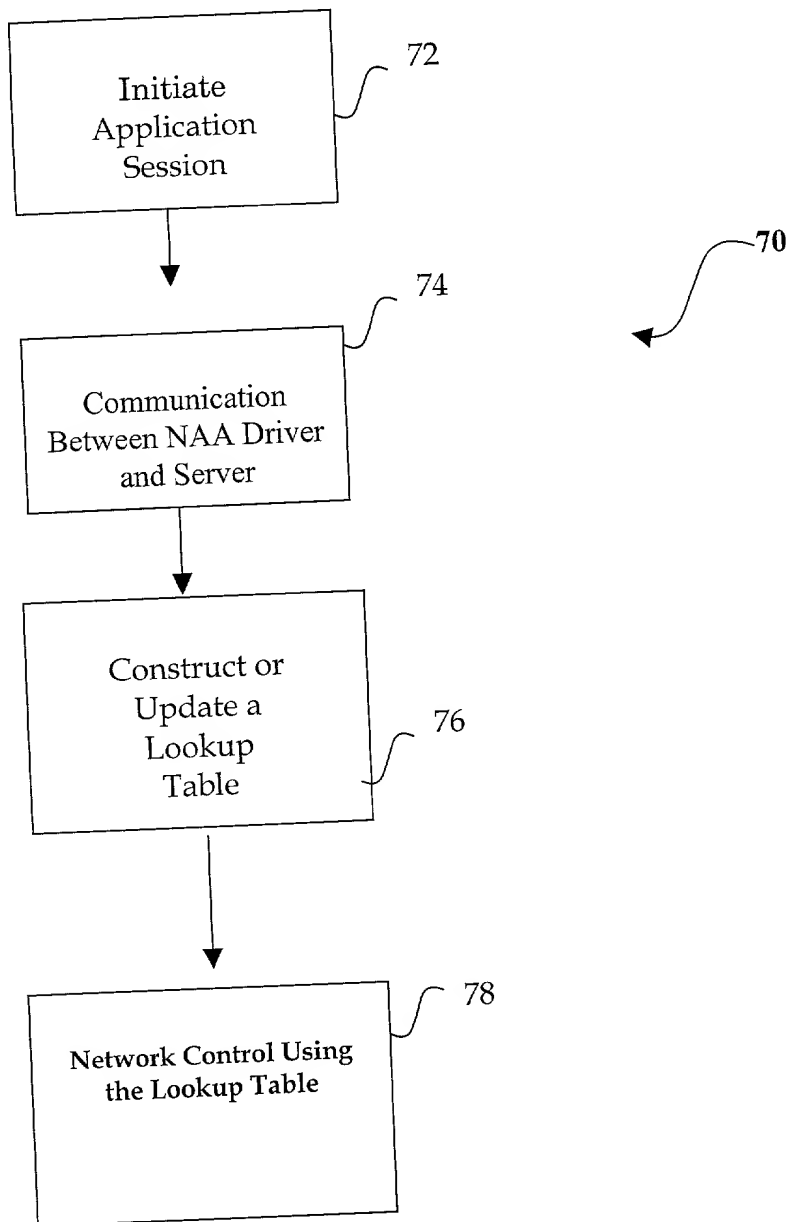 Initiate
Application
Session
72
70
74
Communication
Between NAA Driver
and Server
Construct or
Update a
Lookup
Table
76
78
Network Control Using
the Lookup Table